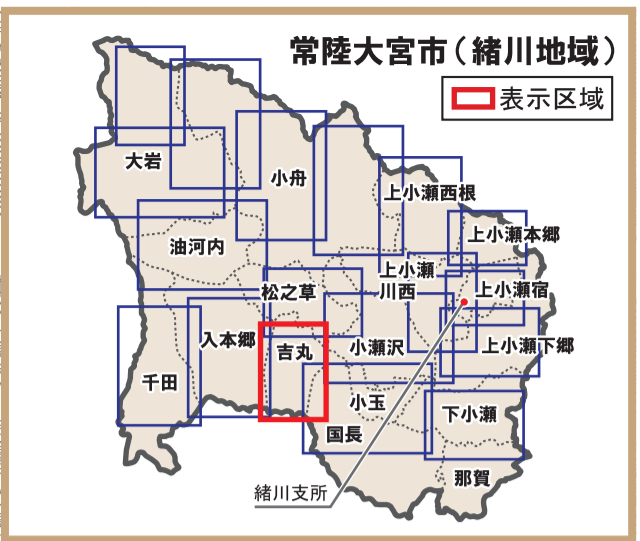 常陸大宮市（緒川地域）
表示区域
大岩
小舟
上小瀬西根
上小瀬本郷
油河内
上小瀬
川西
松之草
上小瀬宿
入本郷
吉丸
小瀬沢
上小瀬下郷
千田
小玉
下小瀬
国長
那賀
緒川支所